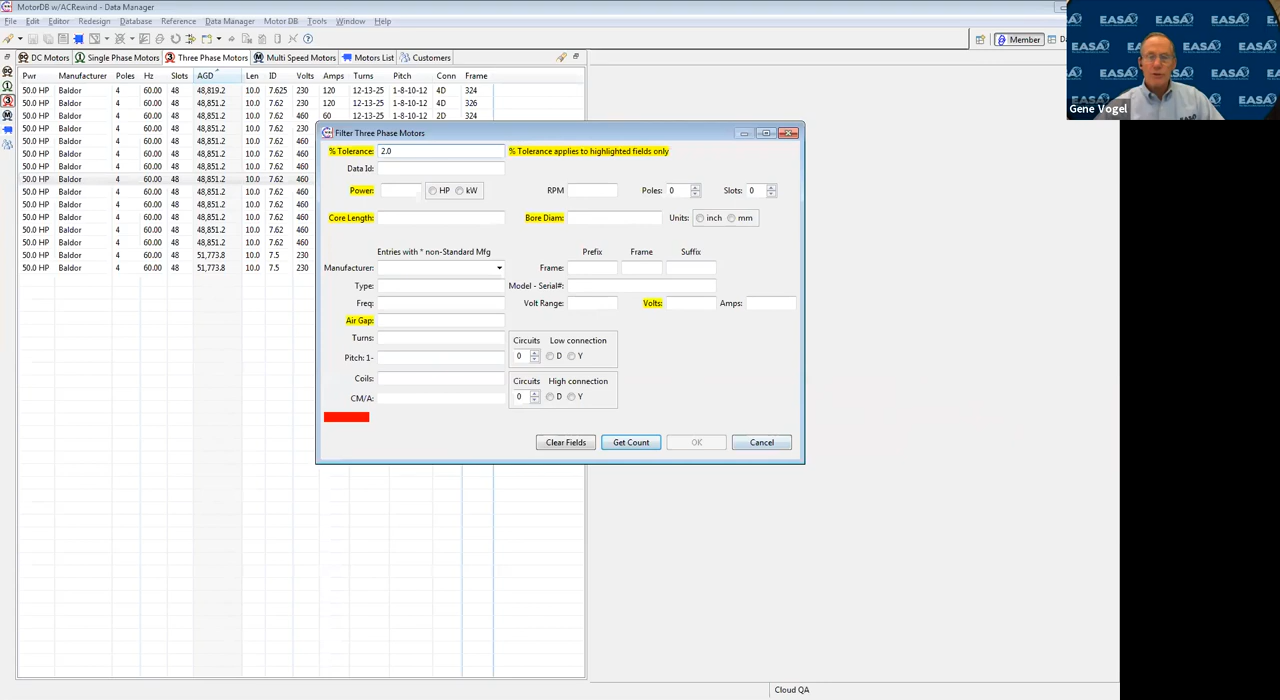 MotorDB w/ACRewind - Data Manager
File Edit Editor Redesign Database Reference Data Manager Motor DB Tools Window Help
Member Da
DC Motors Single Phase Motors Three Phase Motors Multi Speed Motors Motors List Customers
Pwr Manufacturer Poles Hz Slots AGD Len ID Volts Amps Turns Pitch Conn Frame
50.0 HP Baldor 4 60.00 48 48,819.2 10.0 7.625 230 120 12-13-25 1-8-10-12 4D 324
50.0 HP Baldor 4 60.00 48 48,851.2 10.0 7.62 230 120 12-13-25 1-8-10-12 4D 326
50.0 HP Baldor 4 60.00 48 48,851.2 10.0 7.62 460 60 12-13-25 1-8-10-12 4D 324
50.0 HP Baldor 4 60.00 48 48,851.2 10.0 7.62 230
50.0 HP Baldor 4 60.00 48 48,851.2 10.0 7.62 460
50.0 HP Baldor 4 60.00 48 48,851.2 10.0 7.62 460
50.0 HP Baldor 4 60.00 48 48,851.2 10.0 7.62 460
50.0 HP Baldor 4 60.00 48 48,851.2 10.0 7.62 460
50.0 HP Baldor 4 60.00 48 48,851.2 10.0 7.62 460
50.0 HP Baldor 4 60.00 48 48,851.2 10.0 7.62 460
50.0 HP Baldor 4 60.00 48 48,851.2 10.0 7.62 460
50.0 HP Baldor 4 60.00 48 48,851.2 10.0 7.62 460
50.0 HP Baldor 4 60.00 48 48,851.2 10.0 7.62 460
50.0 HP Baldor 4 60.00 48 51,773.8 10.0 7.5 230
50.0 HP Baldor 4 60.00 48 51,773.8 10.0 7.5 230
Filter Three Phase Motors
% Tolerance: 2.0 % Tolerance applies to highlighted fields only
Data Id:
Power: HP kW RPM Poles: 0 Slots: 0
Core Length: Bore Diam: Units: inch mm
Entries with * non-Standard Mfg Prefix Frame Suffix
Manufacturer: Frame:
Type: Model - Serial#:
Freq: Volt Range: Volts: Amps:
Air Gap:
Turns: Circuits Low connection
Pitch: 1- 0 D Y
Coils: Circuits High connection
CM/A: 0 D Y
Clear Fields Get Count OK Cancel
Cloud QA
EASA EASA EASA
EASA EASA
EASA EASA
EASA
Gene Vogel